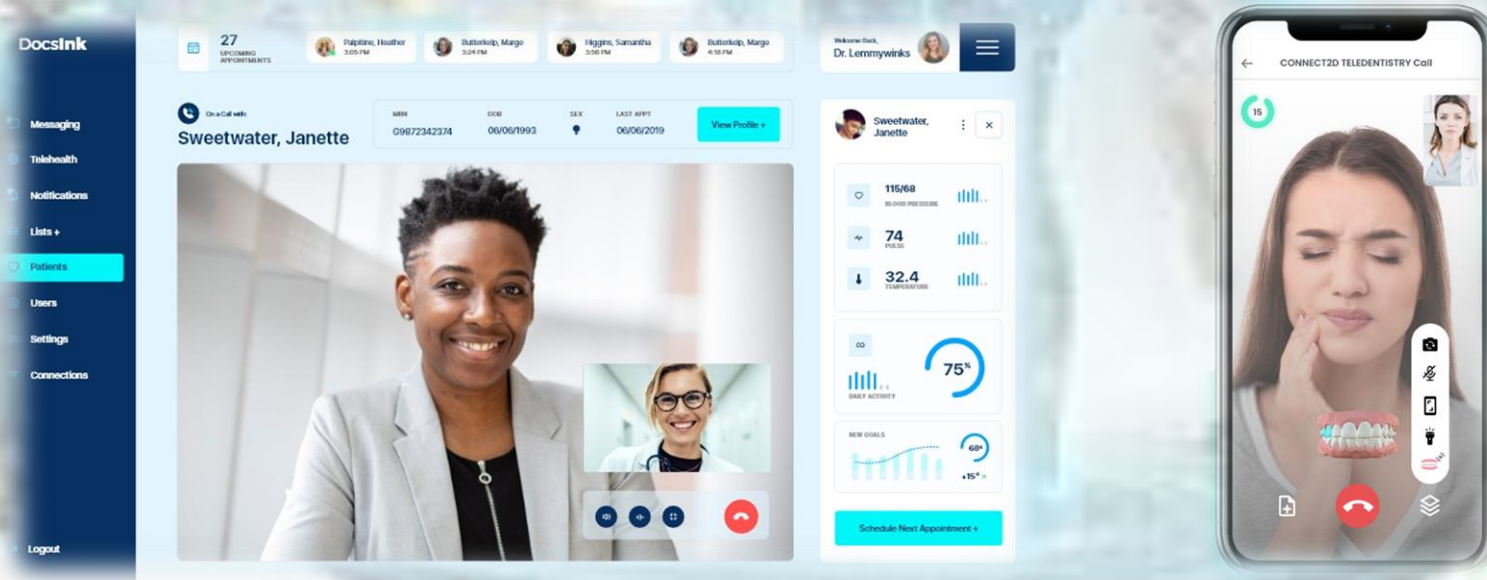 DocsInk
Messaging
Telehealth
Notifications
Lists +
Patients
Users
Settings
Connections
Logout
27
UPCOMING
APPOINTMENTS
Palpitine, Heather
3:05 PM
Butterkelp, Marge
3:24 PM
Higgins, Samantha
3:56 PM
Butterkelp, Marge
4:18 PM
Welcome Back,
Dr. Lemmywinks
On a Call with:
Sweetwater, Janette
MRN
G9872342374
DOB
06/06/1993
SEX
LAST APPT
06/06/2019
View Profile +
Sweetwater,
Janette
115/68
BLOOD PRESSURE
74
PULSE
32.4
TEMPERATURE
75%
DAILY ACTIVITY
NEW GOALS
68%
+15%
Schedule Next Appointment +
CONNECT2D TELEDENTISTRY Call
15